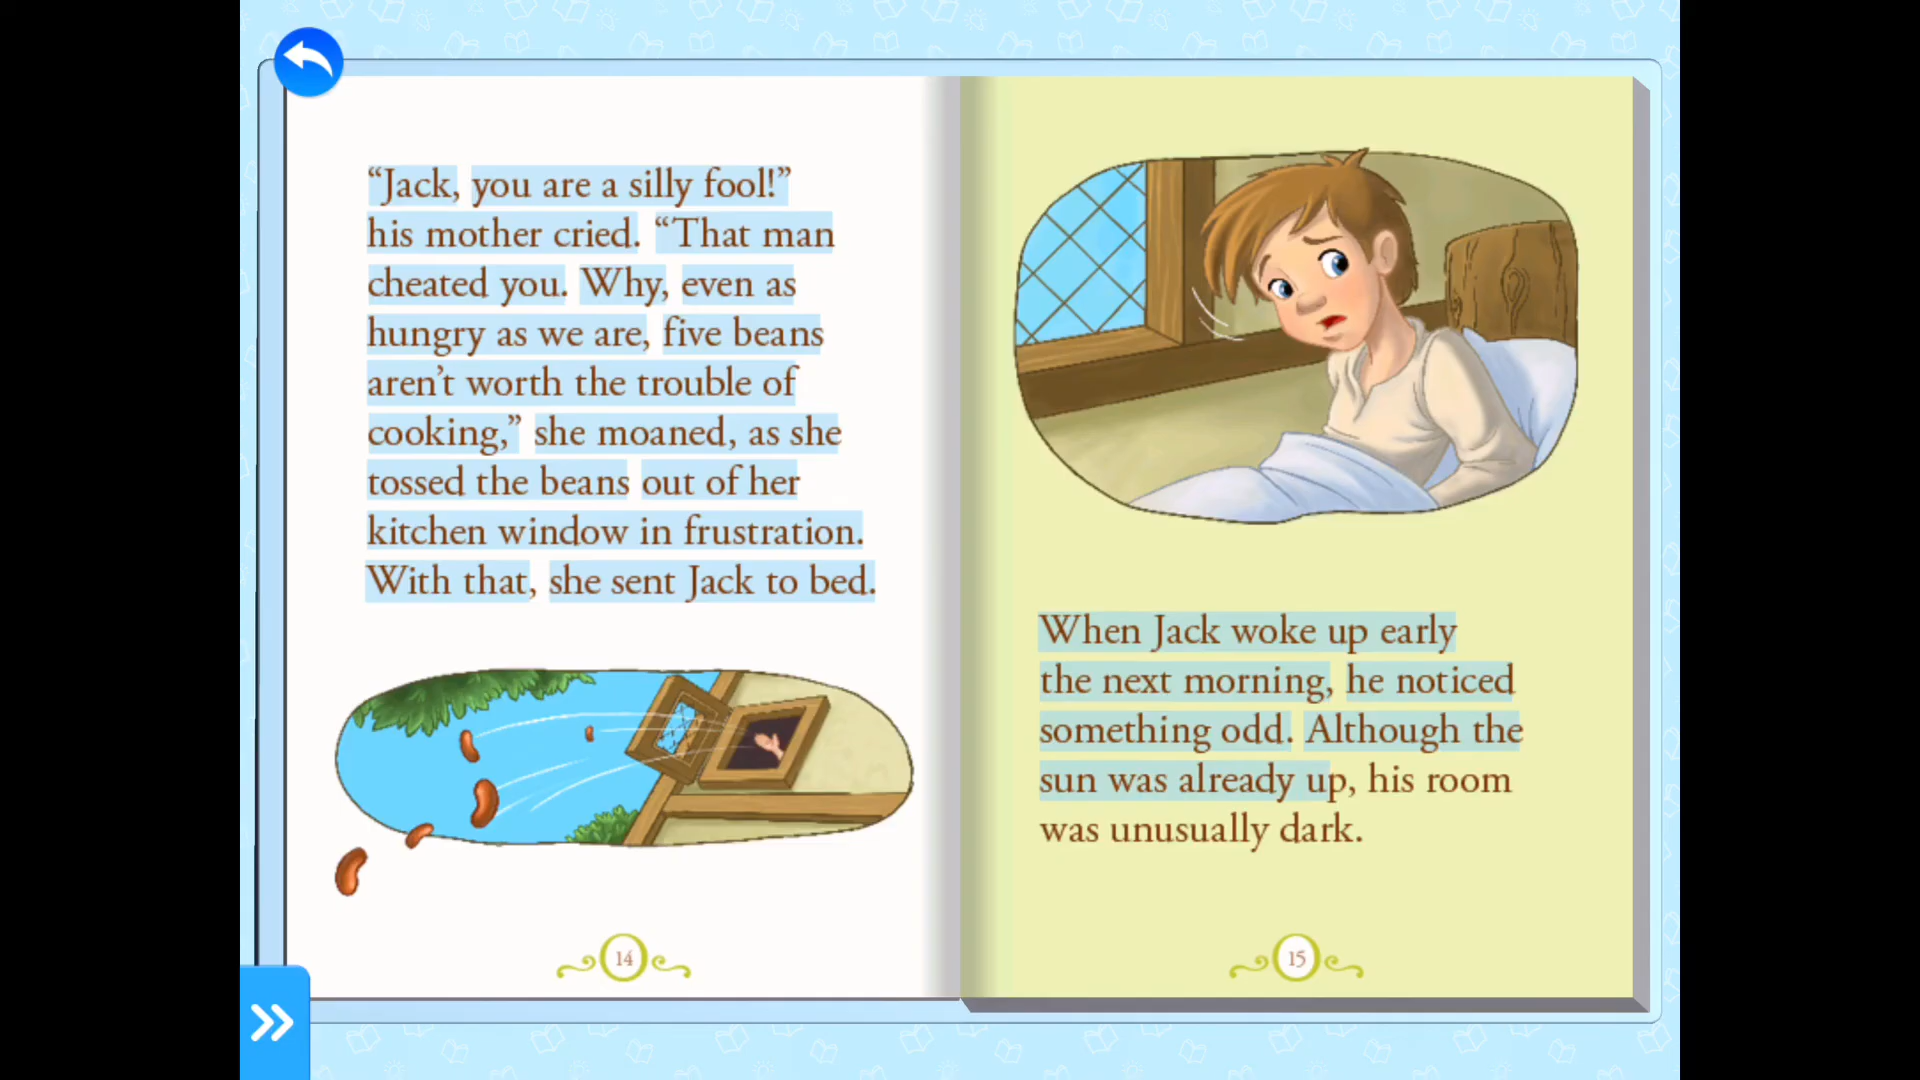 “Jack, you are a silly fool!”
his mother cried. “That man
cheated you. Why, even as
hungry as we are, five beans
aren’t worth the trouble of
cooking,” she moaned, as she
tossed the beans out of her
kitchen window in frustration.
With that, she sent Jack to bed.
14
When Jack woke up early
the next morning, he noticed
something odd. Although the
sun was already up, his room
was unusually dark.
15